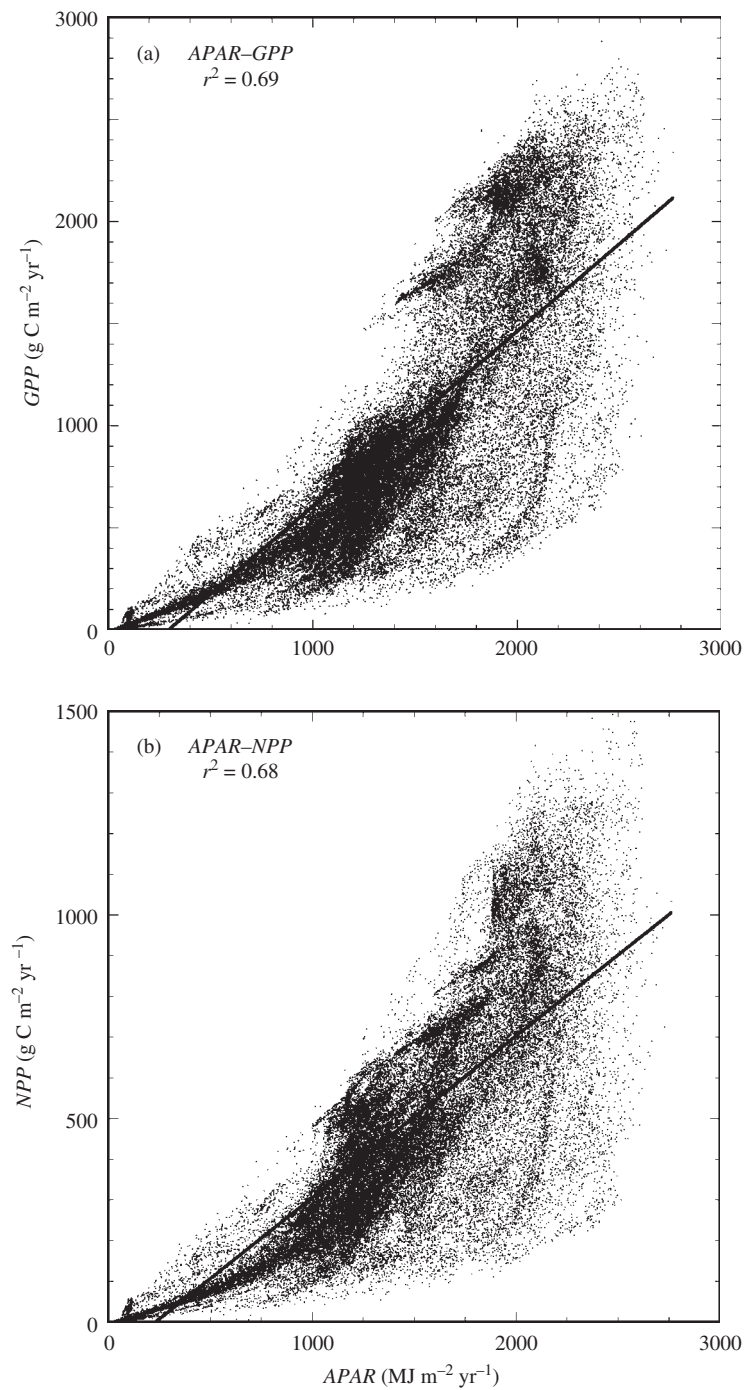 3000
(a) APAR–GPP
r² = 0.69
2000
GPP (g C m⁻² yr⁻¹)
1000
0
0 1000 2000 3000
1500
(b) APAR–NPP
r² = 0.68
1000
NPP (g C m⁻² yr⁻¹)
500
0
0 1000 2000 3000
APAR (MJ m⁻² yr⁻¹)